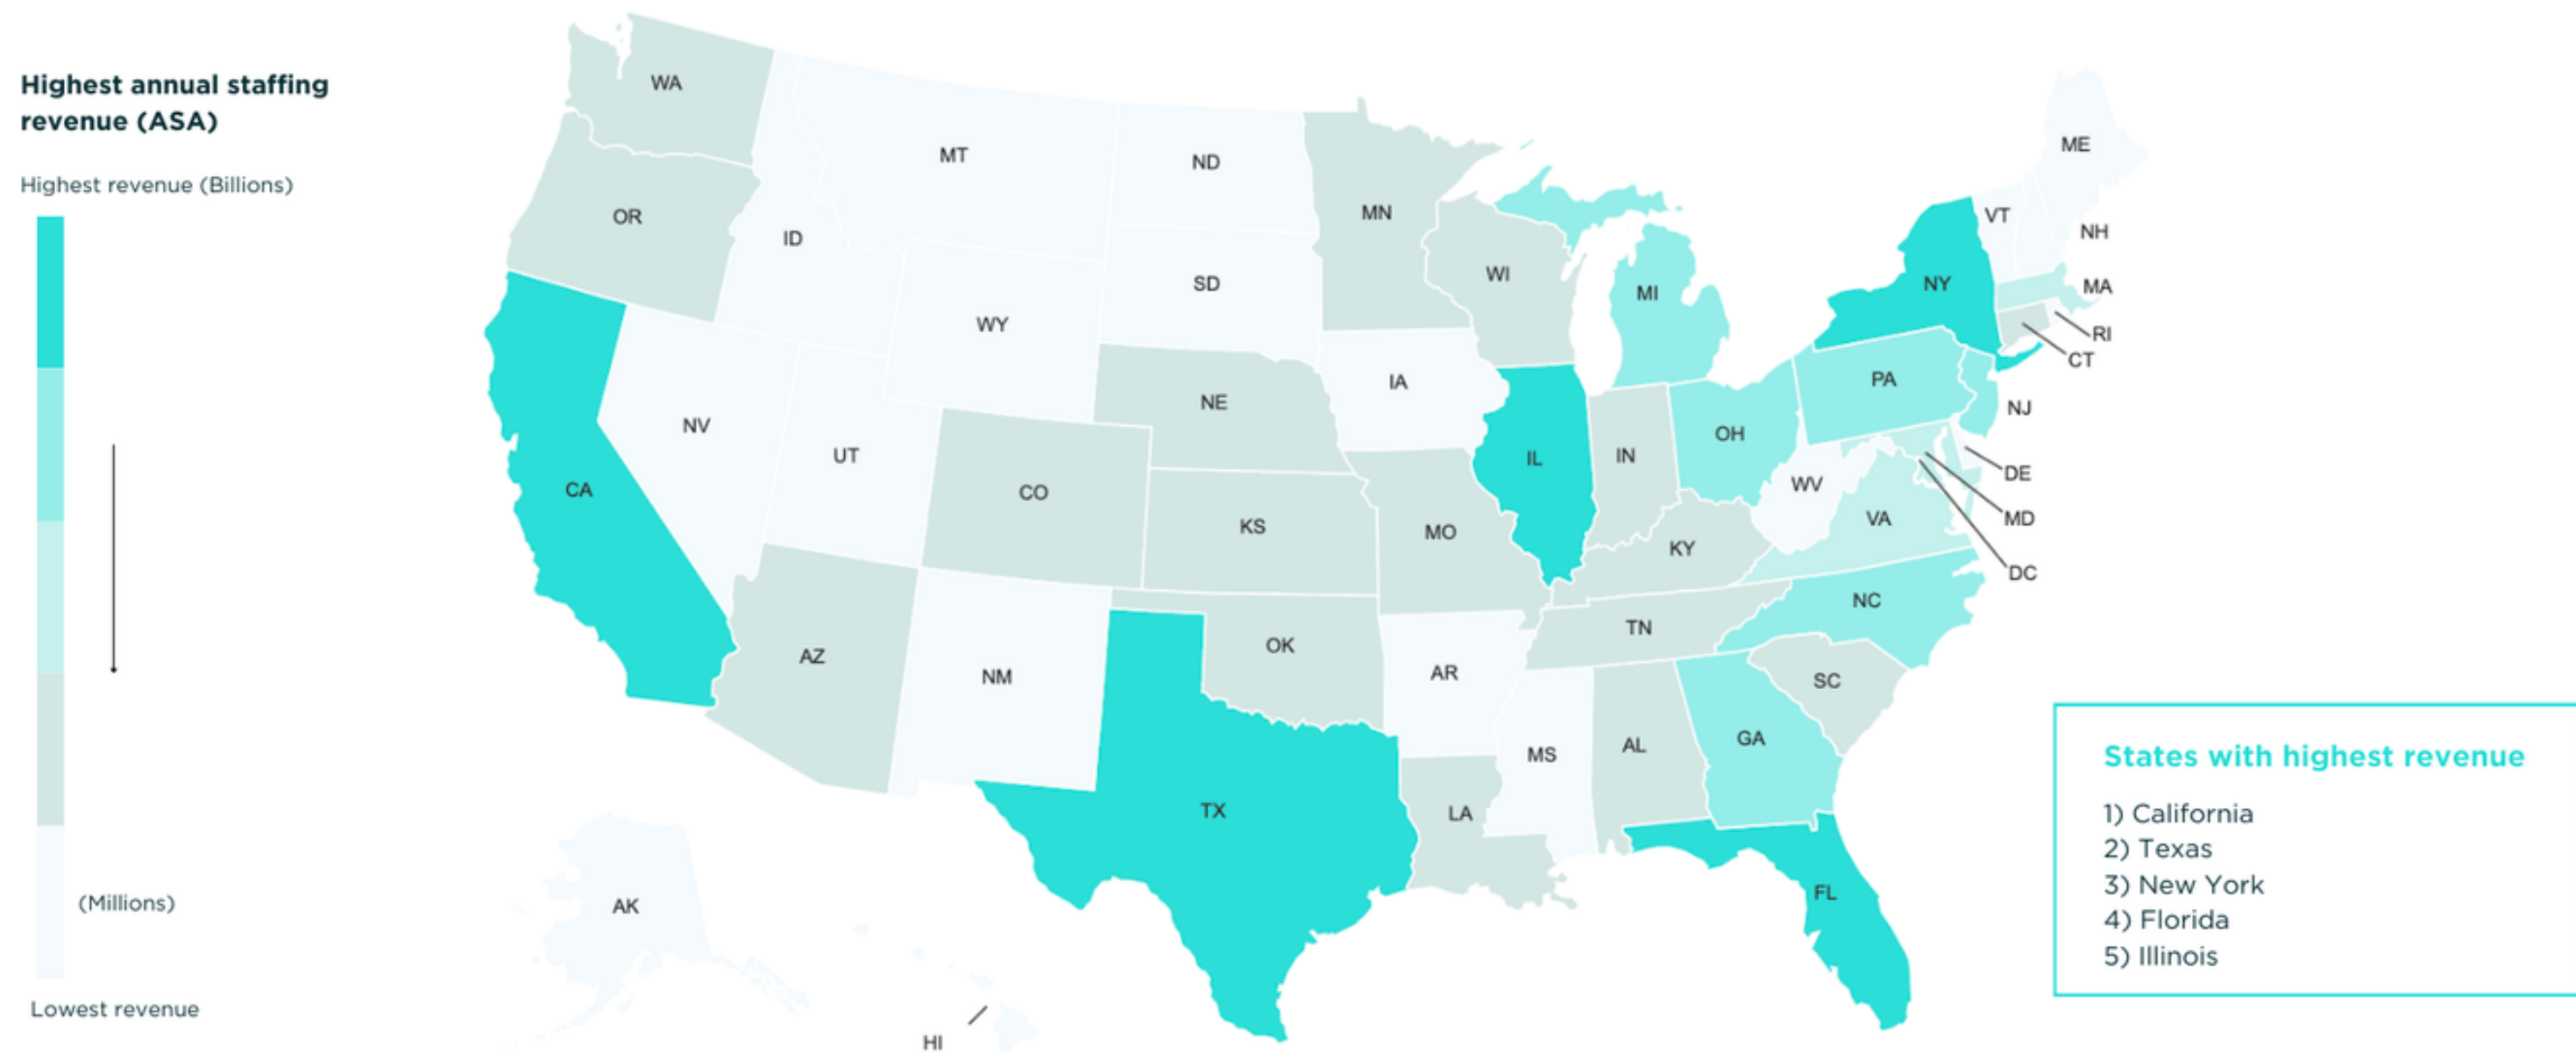 Highest annual staffing
revenue (ASA)
Highest revenue (Billions)
(Millions)
Lowest revenue
WA
OR
CA
ID
NV
MT
WY
UT
AZ
CO
NM
ND
SD
NE
KS
OK
TX
MN
IA
MO
AR
LA
WI
IL
MI
IN
OH
KY
TN
MS
AL
GA
FL
SC
NC
VA
WV
PA
NY
VT
ME
NH
MA
RI
CT
NJ
DE
MD
DC
AK
HI
States with highest revenue
1) California
2) Texas
3) New York
4) Florida
5) Illinois